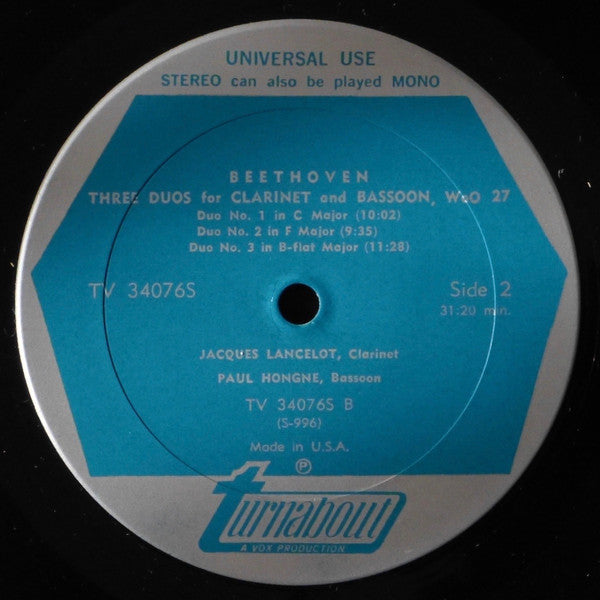 UNIVERSAL USE
STEREO can also be played MONO
BEETHOVEN
THREE DUOS for CLARINET and BASSOON, WoO 27
Duo No. 1 in C Major (10:02)
Duo No. 2 in F Major (9:35)
Duo No. 3 in B-flat Major (11:28)
TV 34076S
Side 2
31:20 min.
JACQUES LANCELOT, Clarinet
PAUL HONGNE, Bassoon
TV 34076S B
(S-996)
Made in U.S.A.
℗
turnabout
A VOX PRODUCTION